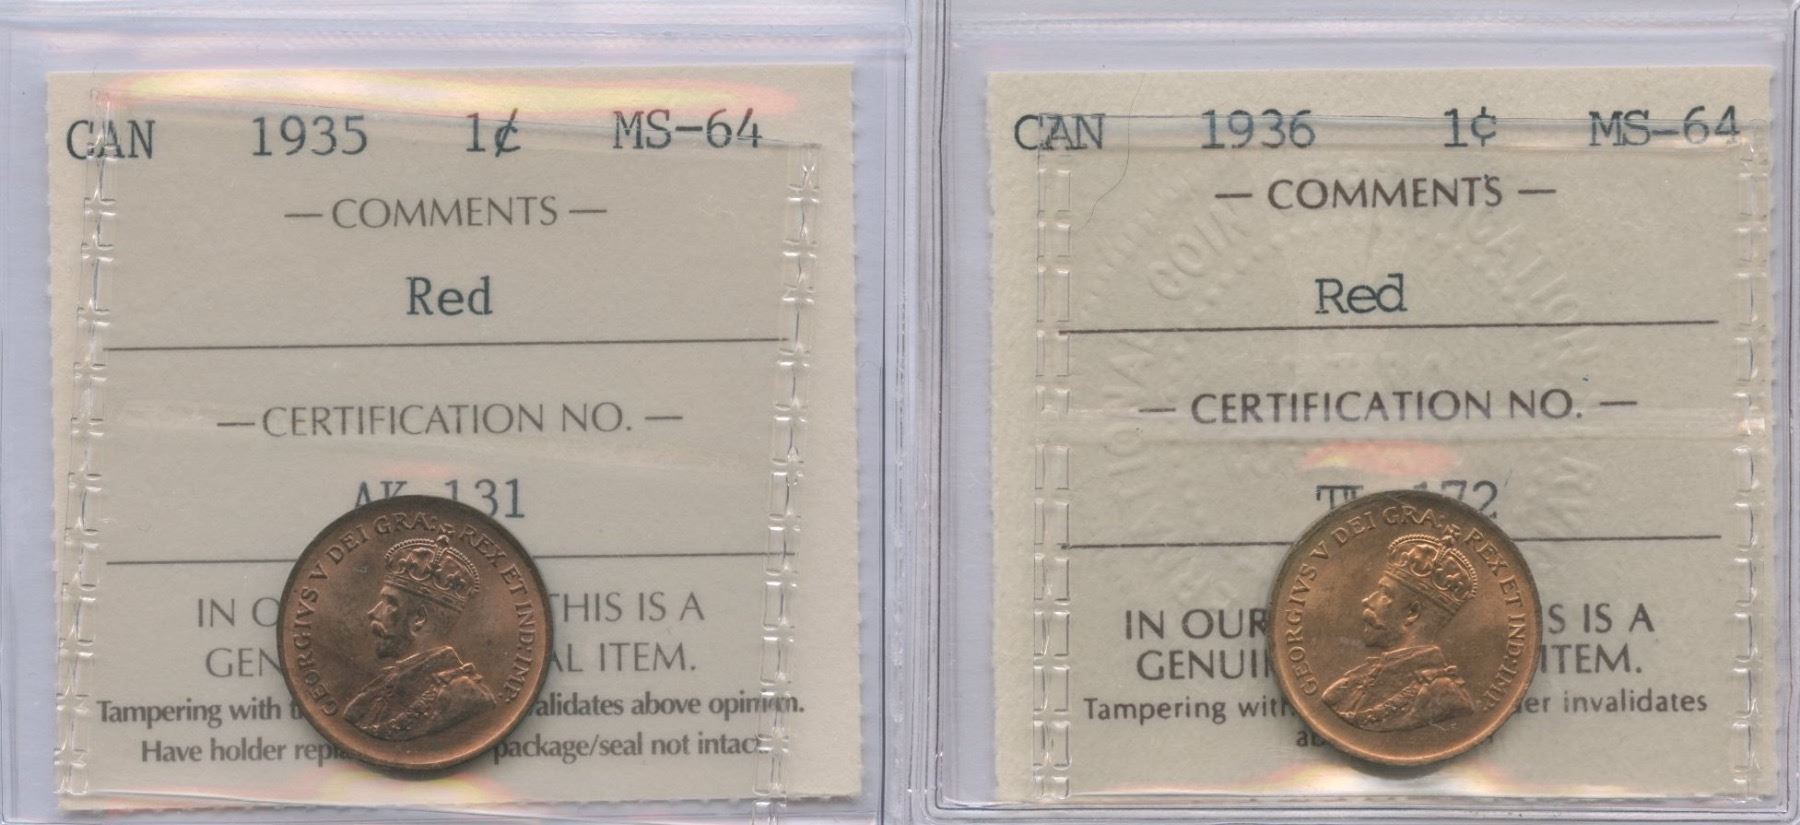 CAN 1935 1¢ MS-64
— COMMENTS —
Red
— CERTIFICATION NO. —
131
IN O THIS IS A
GEN AL ITEM.
Tampering with t alidates above opinion.
Have holder repl package/seal not intact.
GEORGIVS V DEI GRA: REX ET IND: IMP:
CAN 1936 1¢ MS-64
— COMMENTS —
Red
— CERTIFICATION NO. —
172
IN OUR S IS A
GENUI ITEM.
Tampering with er invalidates
GEORGIVS V DEI GRA: REX ET IND: IMP: